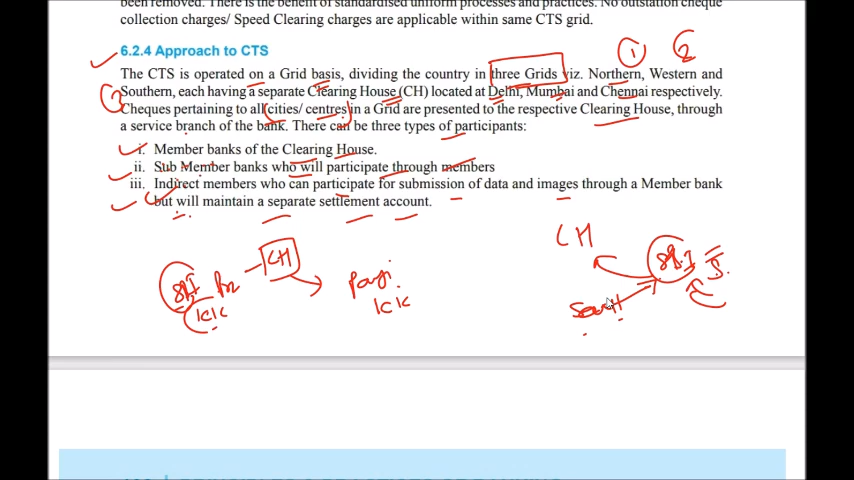 been removed. There is the benefit of standardised uniform processes and practices. No outstation cheque
collection charges/ Speed Clearing charges are applicable within same CTS grid.
6.2.4 Approach to CTS
The CTS is operated on a Grid basis, dividing the country in three Grids viz. Northern, Western and
Southern, each having a separate Clearing House (CH) located at Delhi, Mumbai and Chennai respectively.
Cheques pertaining to all cities/ centres in a Grid are presented to the respective Clearing House, through
a service branch of the bank. There can be three types of participants:
i. Member banks of the Clearing House.
ii. Sub Member banks who will participate through members
iii. Indirect members who can participate for submission of data and images through a Member bank
but will maintain a separate settlement account.
1 2
CH
CH
KK
KK